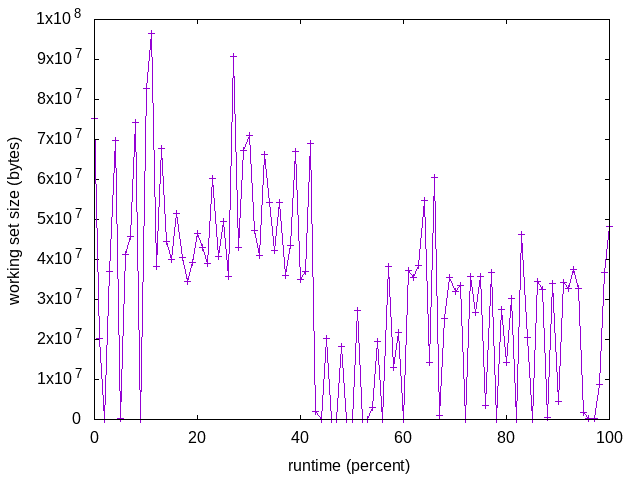 1x10^8
9x10^7
8x10^7
7x10^7
6x10^7
5x10^7
4x10^7
3x10^7
2x10^7
1x10^7
0
working set size (bytes)
0 20 40 60 80 100
runtime (percent)